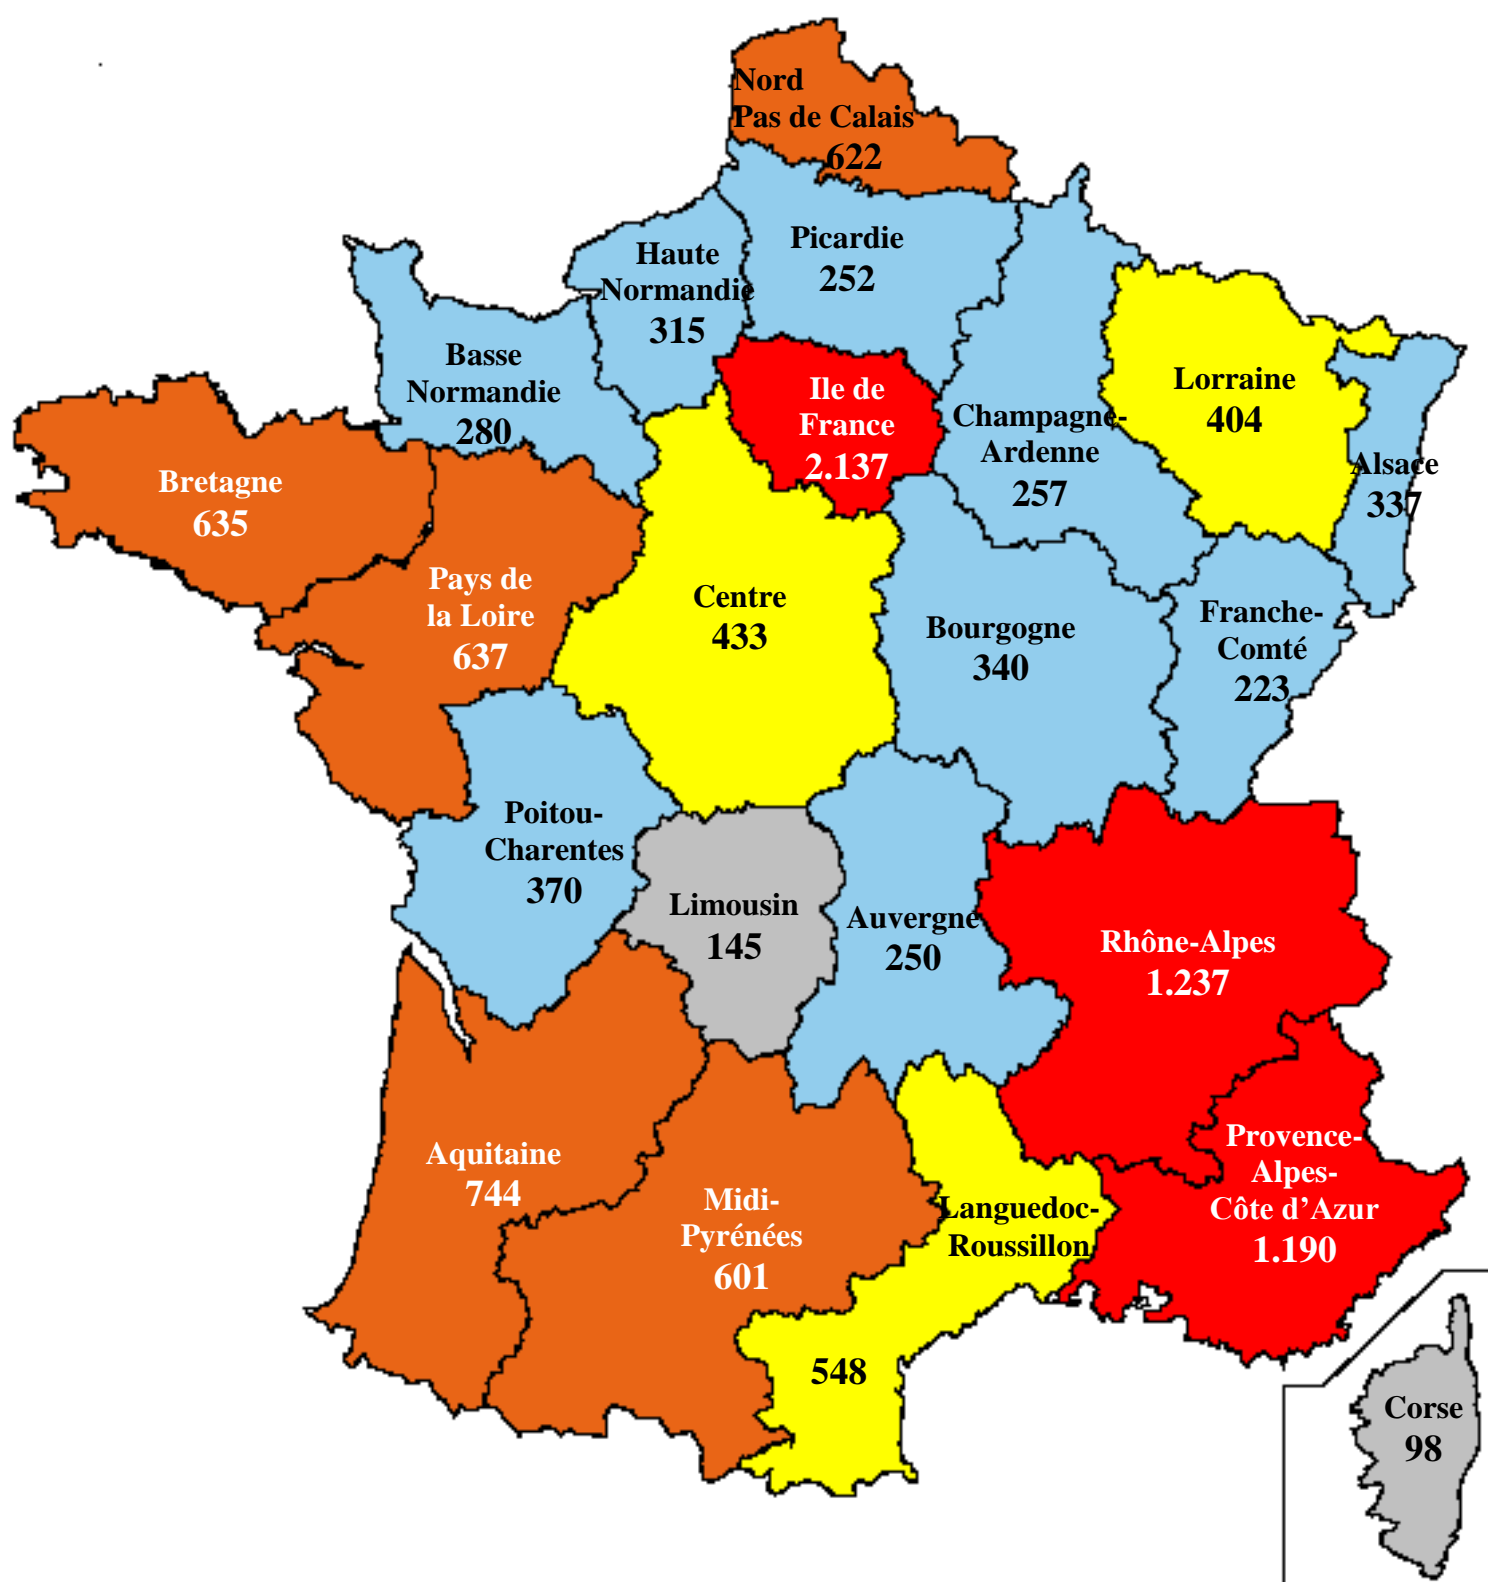 Nord
Pas de Calais
622
Picardie
252
Haute
Normandie
315
Basse
Normandie
280
Ile de
France
2.137
Champagne-
Ardenne
257
Lorraine
404
Alsace
337
Bretagne
635
Pays de
la Loire
637
Centre
433
Bourgogne
340
Franche-
Comté
223
Poitou-
Charentes
370
Limousin
145
Auvergne
250
Rhône-Alpes
1.237
Aquitaine
744
Midi-
Pyrénées
601
Languedoc-
Roussillon
548
Provence-
Alpes-
Côte d’Azur
1.190
Corse
98